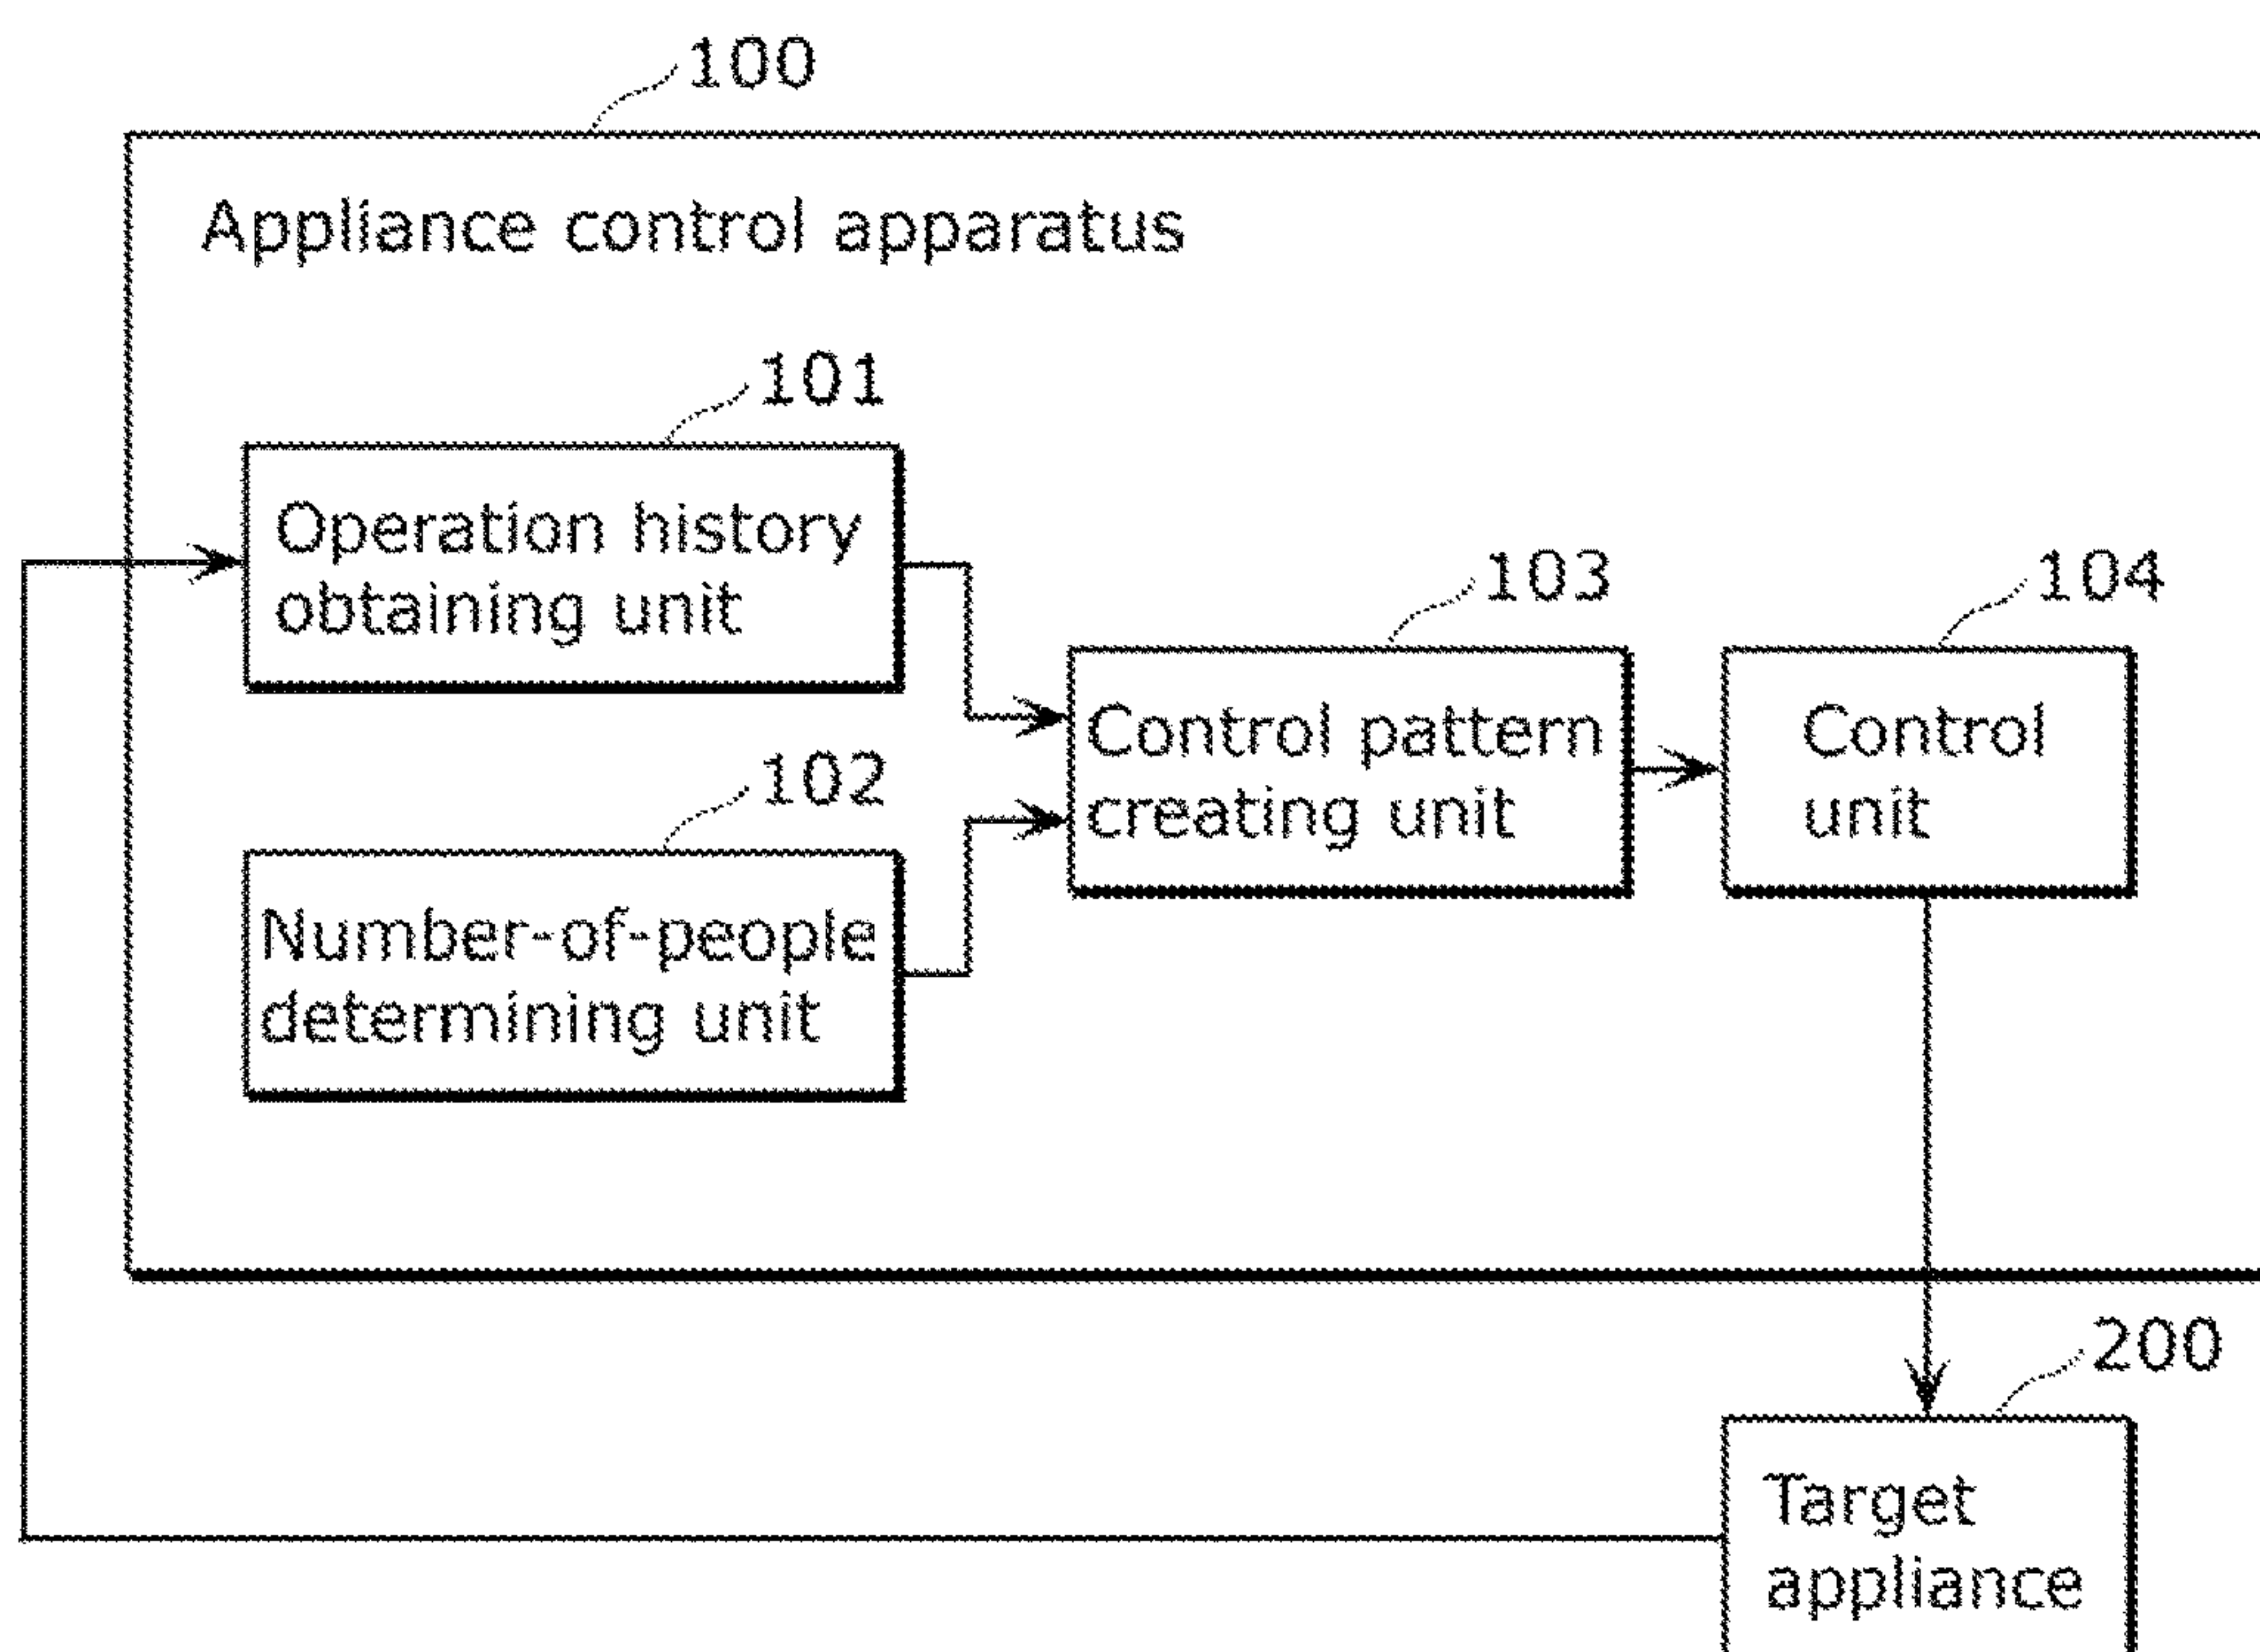 100
Appliance control apparatus
101
Operation history
obtaining unit
102
Number-of-people
determining unit
103
Control pattern
creating unit
104
Control
unit
200
Target
appliance